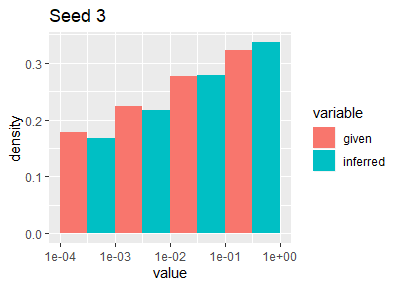 Seed 3
density
0.3
0.2
0.1
0.0
1e-04 1e-03 1e-02 1e-01 1e+00
value
variable
given
inferred